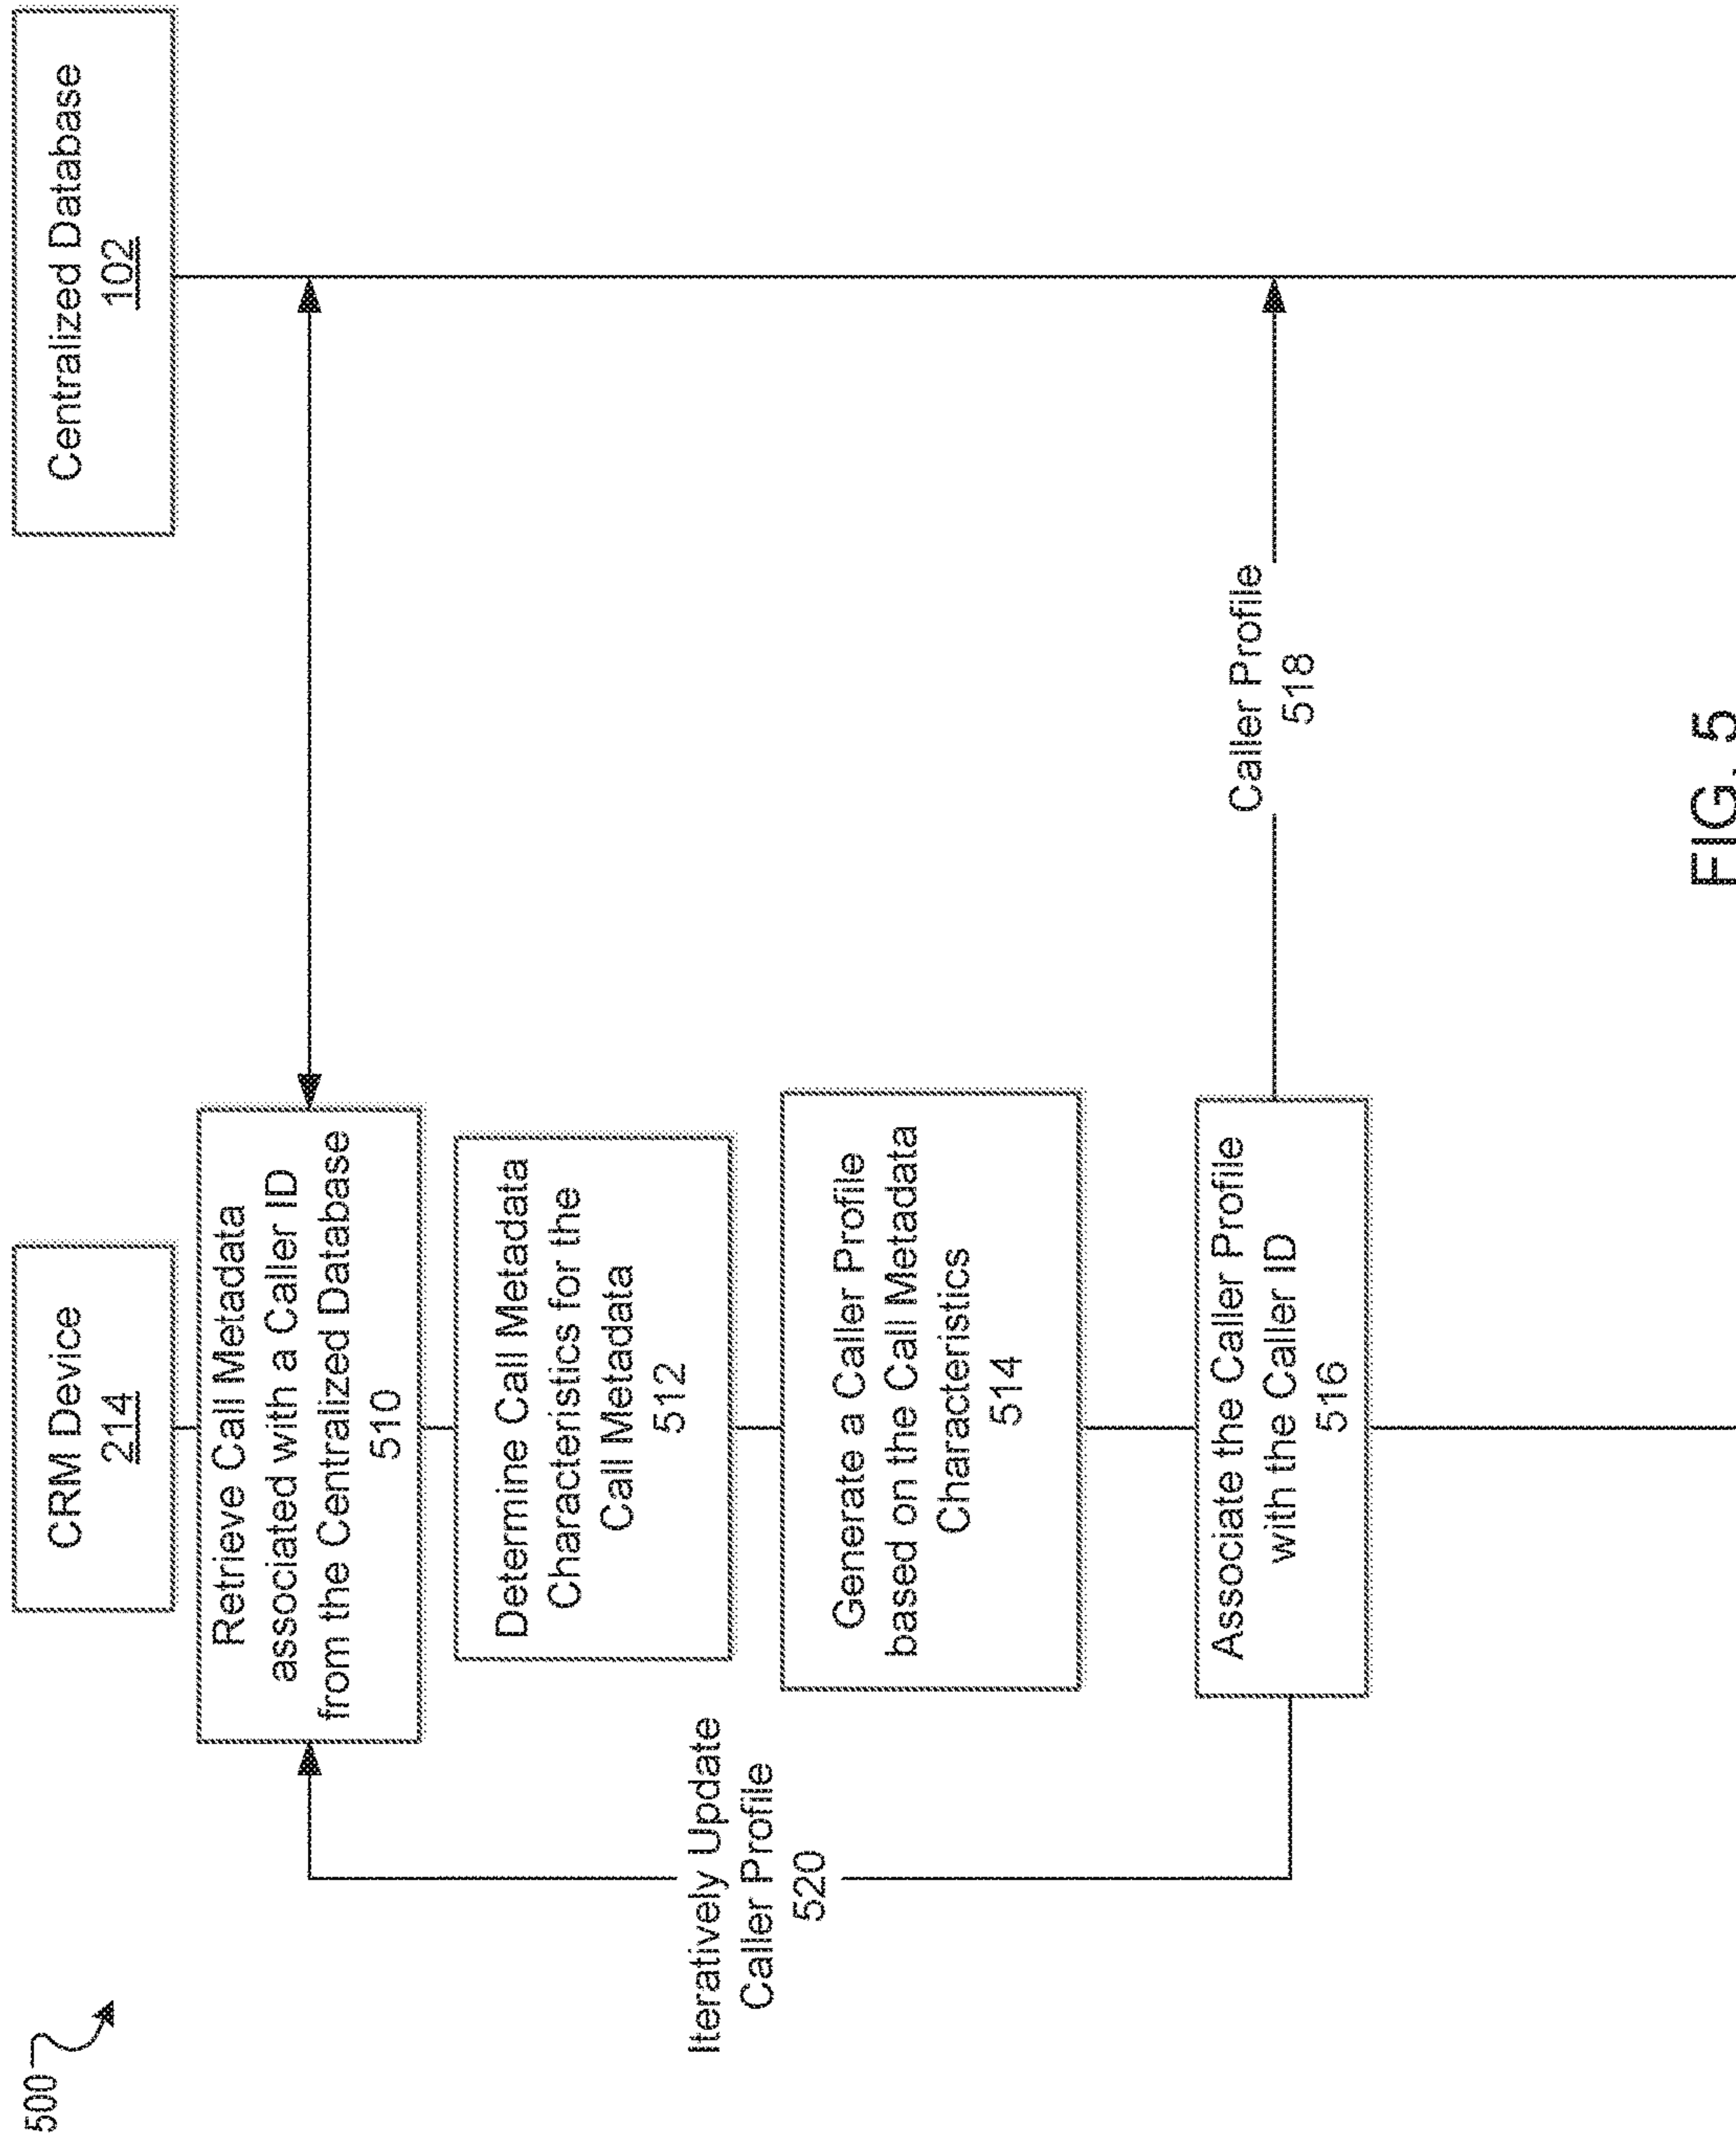 500
CRM Device
214
Centralized Database
102
Retrieve Call Metadata
associated with a Caller ID
from the Centralized Database
510
Determine Call Metadata
Characteristics for the
Call Metadata
512
Iteratively Update
Caller Profile
520
Generate a Caller Profile
based on the Call Metadata
Characteristics
514
Associate the Caller Profile
with the Caller ID
516
Caller Profile
518
FIG. 5